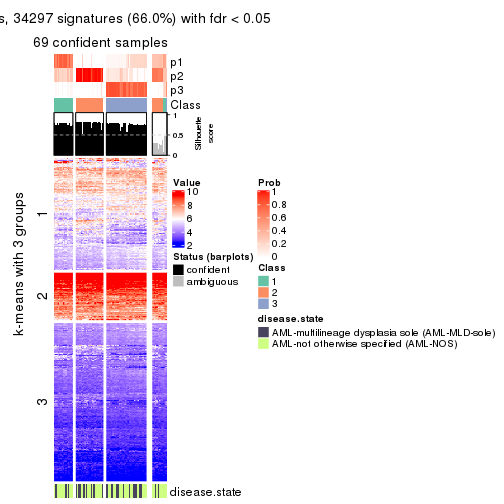 s, 34297 signatures (66.0%) with fdr < 0.05
69 confident samples
p1
p2
p3
Class
1
0.5
0
Silhouette
score
k-means with 3 groups
1
2
3
Value
10
8
6
4
2
Status (barplots)
confident
ambiguous
Prob
1
0.8
0.6
0.4
0.2
0
Class
1
2
3
disease.state
AML-multilineage dysplasia sole (AML-MLD-sole)
AML-not otherwise specified (AML-NOS)
disease.state